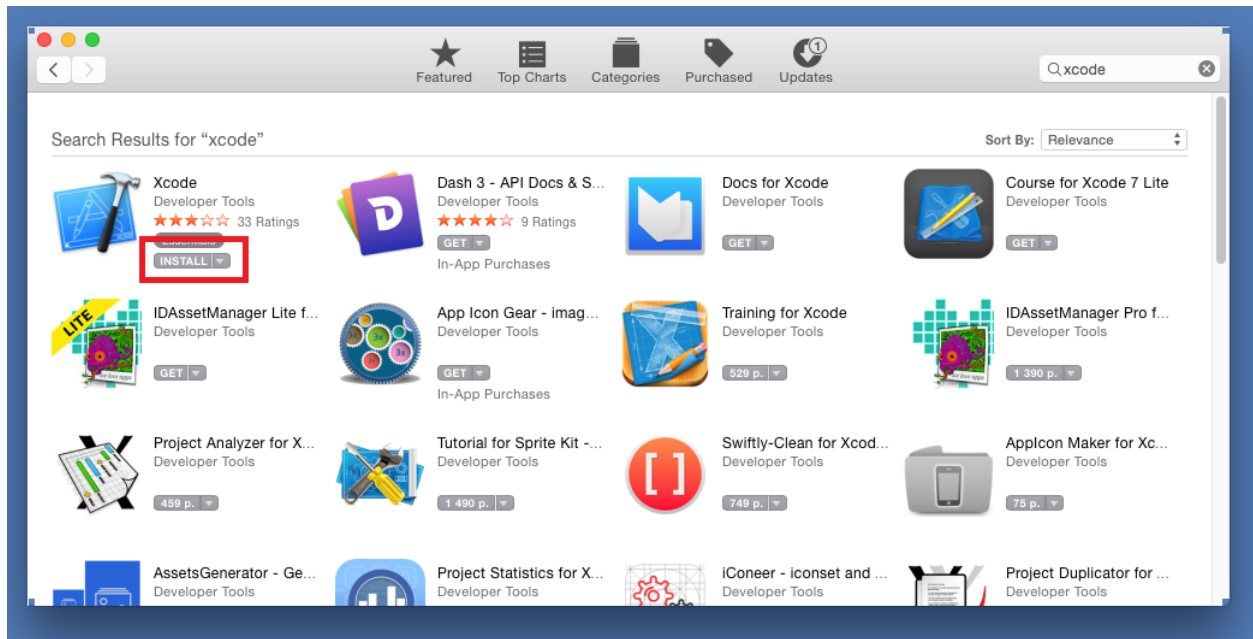 Featured Top Charts Categories Purchased Updates
1
xcode
Search Results for “xcode”
Sort By: Relevance
Xcode
Developer Tools
33 Ratings
Essentials
INSTALL
Dash 3 - API Docs & S...
Developer Tools
9 Ratings
GET
In-App Purchases
Docs for Xcode
Developer Tools
GET
Course for Xcode 7 Lite
Developer Tools
GET
LITE
IDAssetManager Lite f...
Developer Tools
GET
3x
3x
App Icon Gear - imag...
Developer Tools
GET
In-App Purchases
Training for Xcode
Developer Tools
529 р.
IDAssetManager Pro f...
Developer Tools
1 390 р.
Project Analyzer for X...
Developer Tools
459 р.
Tutorial for Sprite Kit -...
Developer Tools
1 490 р.
[ ]
Swiftly-Clean for Xcod...
Developer Tools
749 р.
AppIcon Maker for Xc...
Developer Tools
75 р.
AssetsGenerator - Ge...
Developer Tools
Project Statistics for X...
Developer Tools
iConeer - iconset and ...
Developer Tools
Project Duplicator for ...
Developer Tools